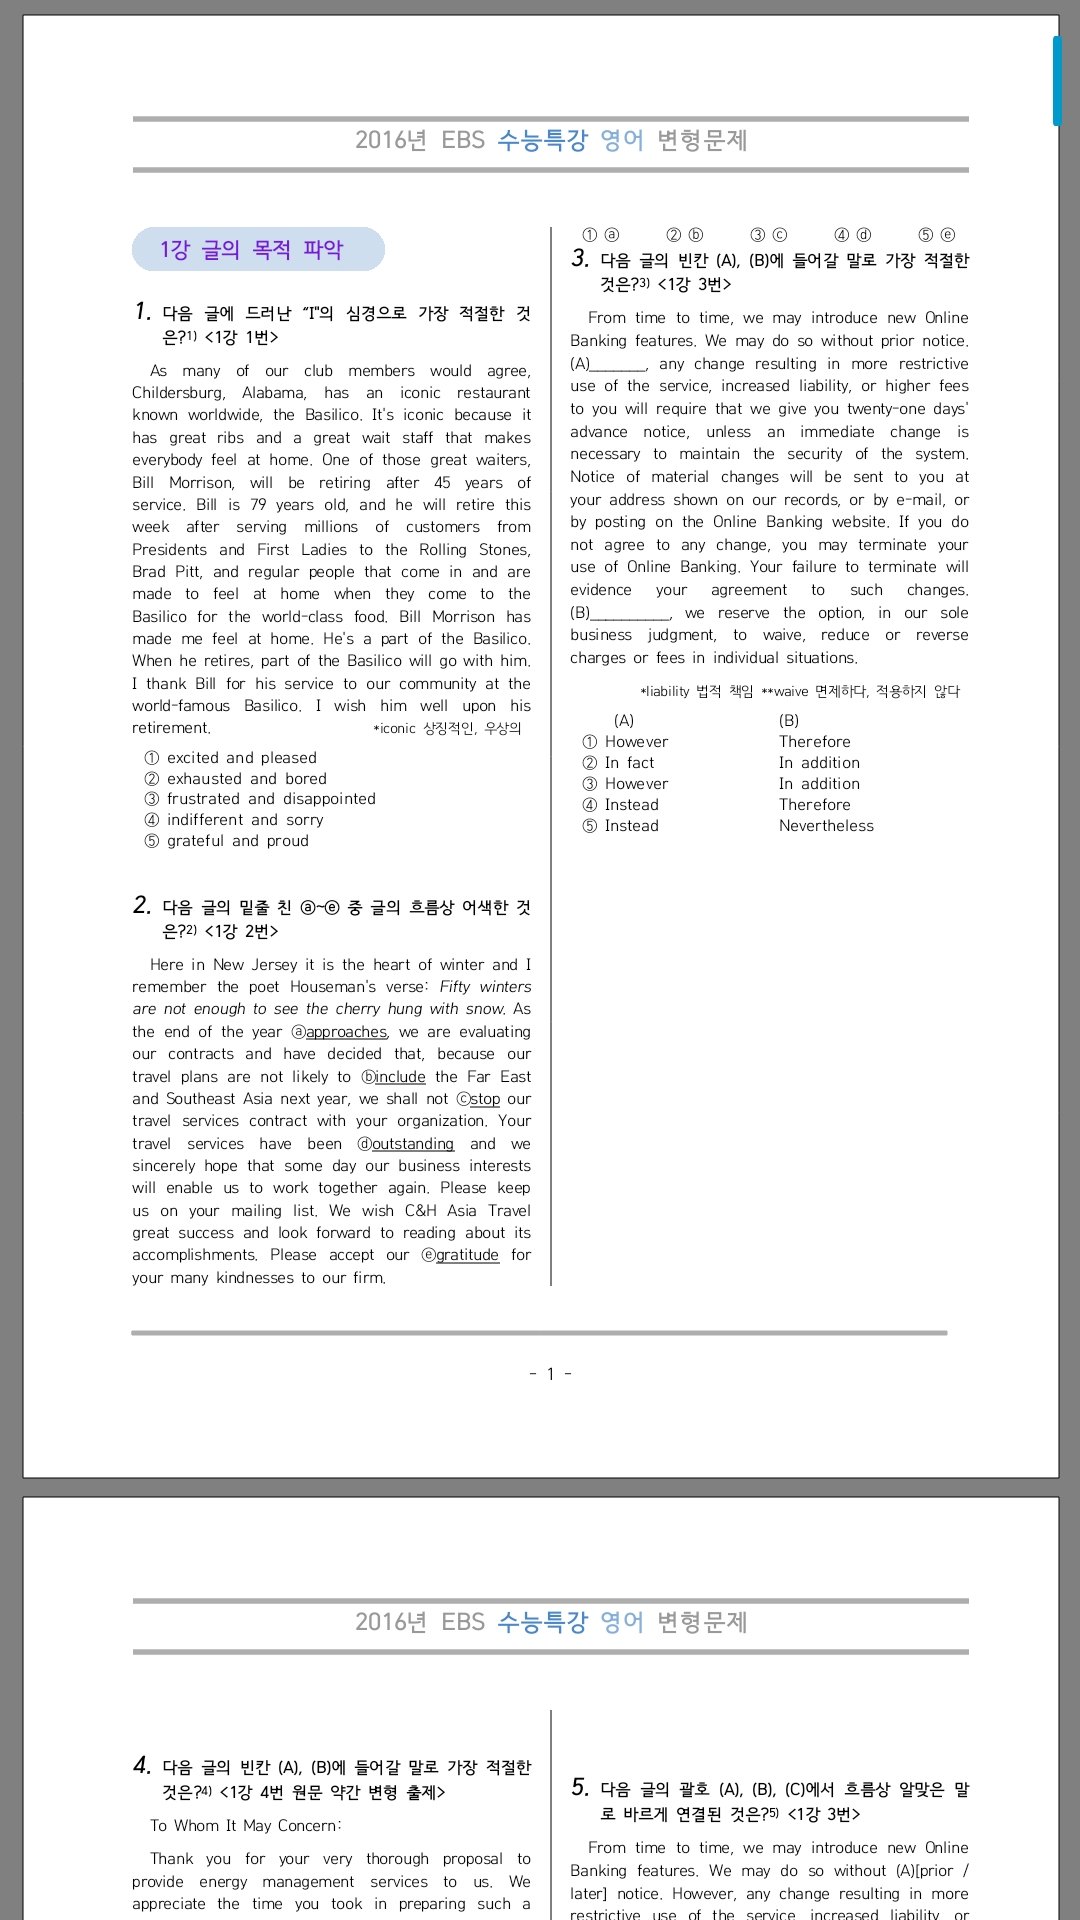 2016년 EBS 수능특강 영어 변형문제
1강 글의 목적 파악
1. 다음 글에 드러난 “I"의 심경으로 가장 적절한 것
은?1) <1강 1번>
As many of our club members would agree,
Childersburg, Alabama, has an iconic restaurant
known worldwide, the Basilico. It's iconic because it
has great ribs and a great wait staff that makes
everybody feel at home. One of those great waiters,
Bill Morrison, will be retiring after 45 years of
service. Bill is 79 years old, and he will retire this
week after serving millions of customers from
Presidents and First Ladies to the Rolling Stones,
Brad Pitt, and regular people that come in and are
made to feel at home when they come to the
Basilico for the world-class food. Bill Morrison has
made me feel at home. He's a part of the Basilico.
When he retires, part of the Basilico will go with him.
I thank Bill for his service to our community at the
world-famous Basilico. I wish him well upon his
retirement. *iconic 상징적인, 우상의
① excited and pleased
② exhausted and bored
③ frustrated and disappointed
④ indifferent and sorry
⑤ grateful and proud
2. 다음 글의 밑줄 친 ⓐ~ⓔ 중 글의 흐름상 어색한 것
은?2) <1강 2번>
Here in New Jersey it is the heart of winter and I
remember the poet Houseman's verse: Fifty winters
are not enough to see the cherry hung with snow. As
the end of the year ⓐapproaches, we are evaluating
our contracts and have decided that, because our
travel plans are not likely to ⓑinclude the Far East
and Southeast Asia next year, we shall not ⓒstop our
travel services contract with your organization. Your
travel services have been ⓓoutstanding and we
sincerely hope that some day our business interests
will enable us to work together again. Please keep
us on your mailing list. We wish C&H Asia Travel
great success and look forward to reading about its
accomplishments. Please accept our ⓔgratitude for
your many kindnesses to our firm.
① ⓐ ② ⓑ ③ ⓒ ④ ⓓ ⑤ ⓔ
3. 다음 글의 빈칸 (A), (B)에 들어갈 말로 가장 적절한
것은?3) <1강 3번>
From time to time, we may introduce new Online
Banking features. We may do so without prior notice.
(A)_______, any change resulting in more restrictive
use of the service, increased liability, or higher fees
to you will require that we give you twenty-one days'
advance notice, unless an immediate change is
necessary to maintain the security of the system.
Notice of material changes will be sent to you at
your address shown on our records, or by e-mail, or
by posting on the Online Banking website. If you do
not agree to any change, you may terminate your
use of Online Banking. Your failure to terminate will
evidence your agreement to such changes.
(B)__________, we reserve the option, in our sole
business judgment, to waive, reduce or reverse
charges or fees in individual situations.
*liability 법적 책임 **waive 면제하다, 적용하지 않다
(A) (B)
① However Therefore
② In fact In addition
③ However In addition
④ Instead Therefore
⑤ Instead Nevertheless
- 1 -
2016년 EBS 수능특강 영어 변형문제
4. 다음 글의 빈칸 (A), (B)에 들어갈 말로 가장 적절한
것은?4) <1강 4번 원문 약간 변형 출제>
To Whom It May Concern:
Thank you for your very thorough proposal to
provide energy management services to us. We
appreciate the time you took in preparing such a
5. 다음 글의 괄호 (A), (B), (C)에서 흐름상 알맞은 말
로 바르게 연결된 것은?5) <1강 3번>
From time to time, we may introduce new Online
Banking features. We may do so without (A)[prior /
later] notice. However, any change resulting in more
restrictive use of the service, increased liability, or